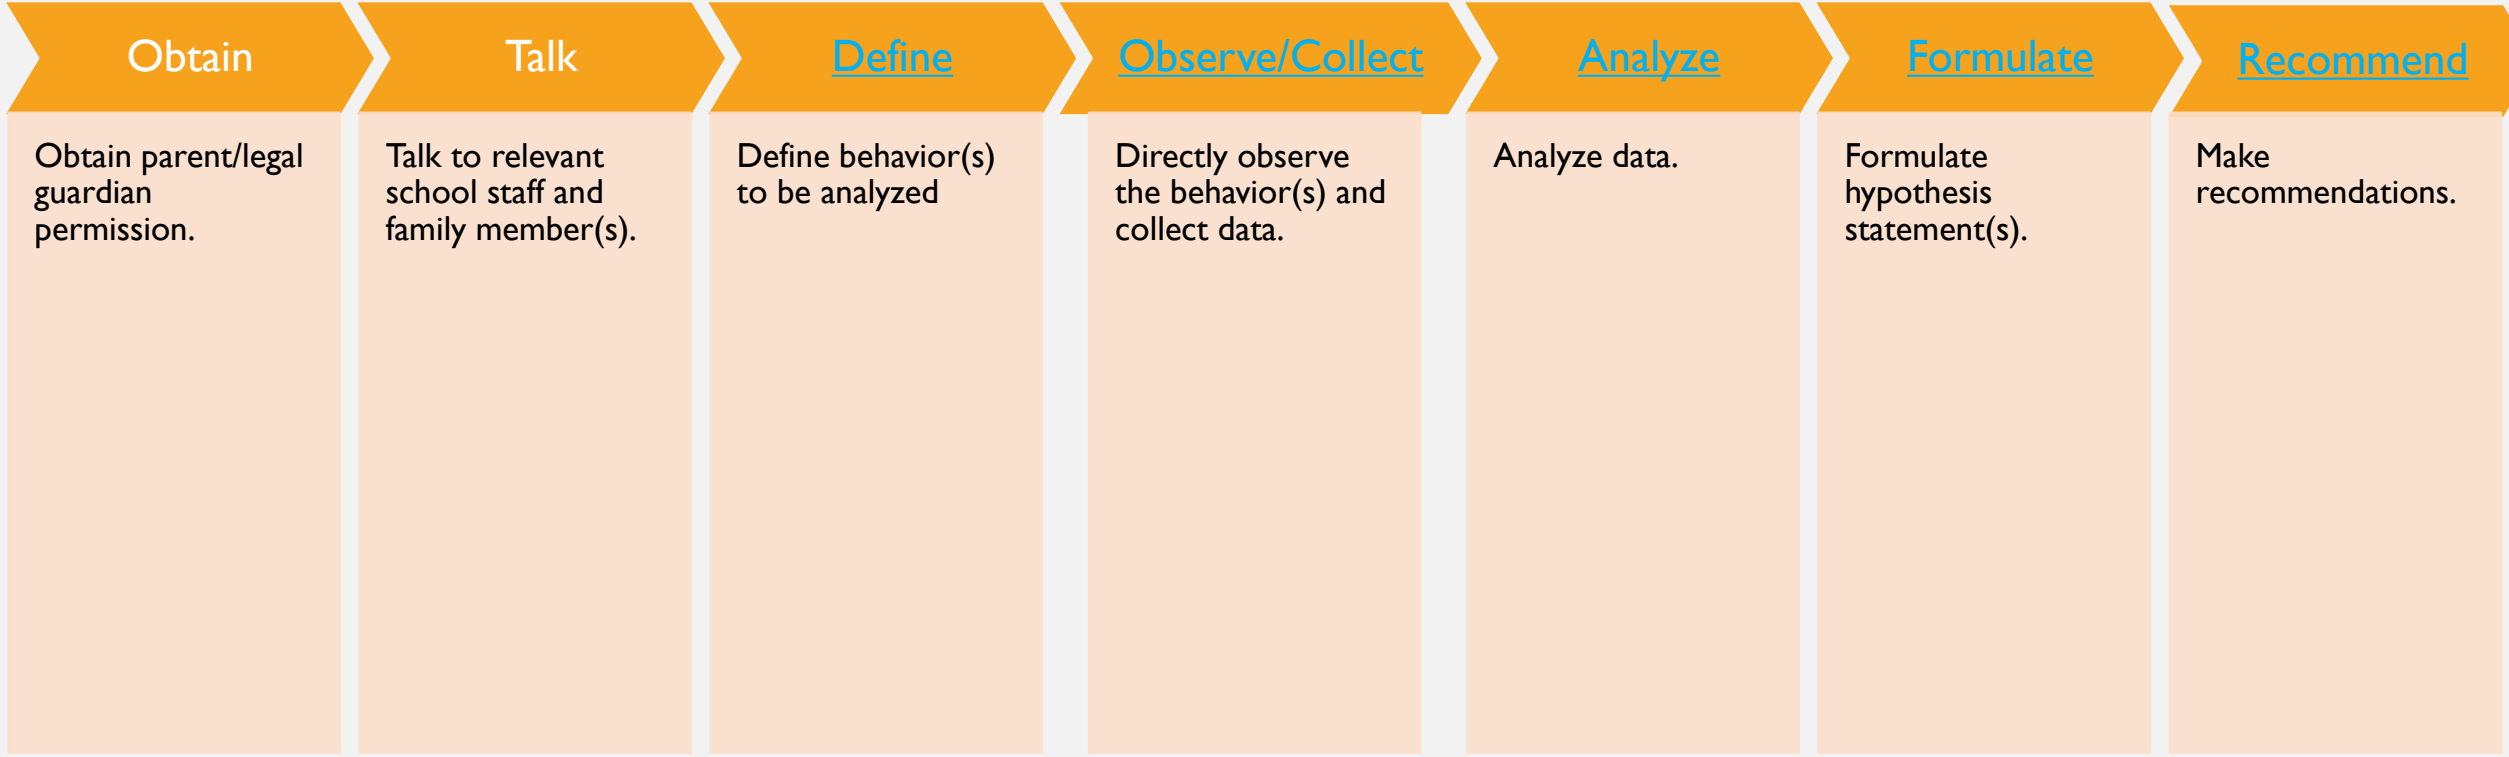 Obtain
Obtain parent/legal
guardian
permission.
Talk
Talk to relevant
school staff and
family member(s).
Define
Define behavior(s)
to be analyzed
Observe/Collect
Directly observe
the behavior(s) and
collect data.
Analyze
Analyze data.
Formulate
Formulate
hypothesis
statement(s).
Recommend
Make
recommendations.